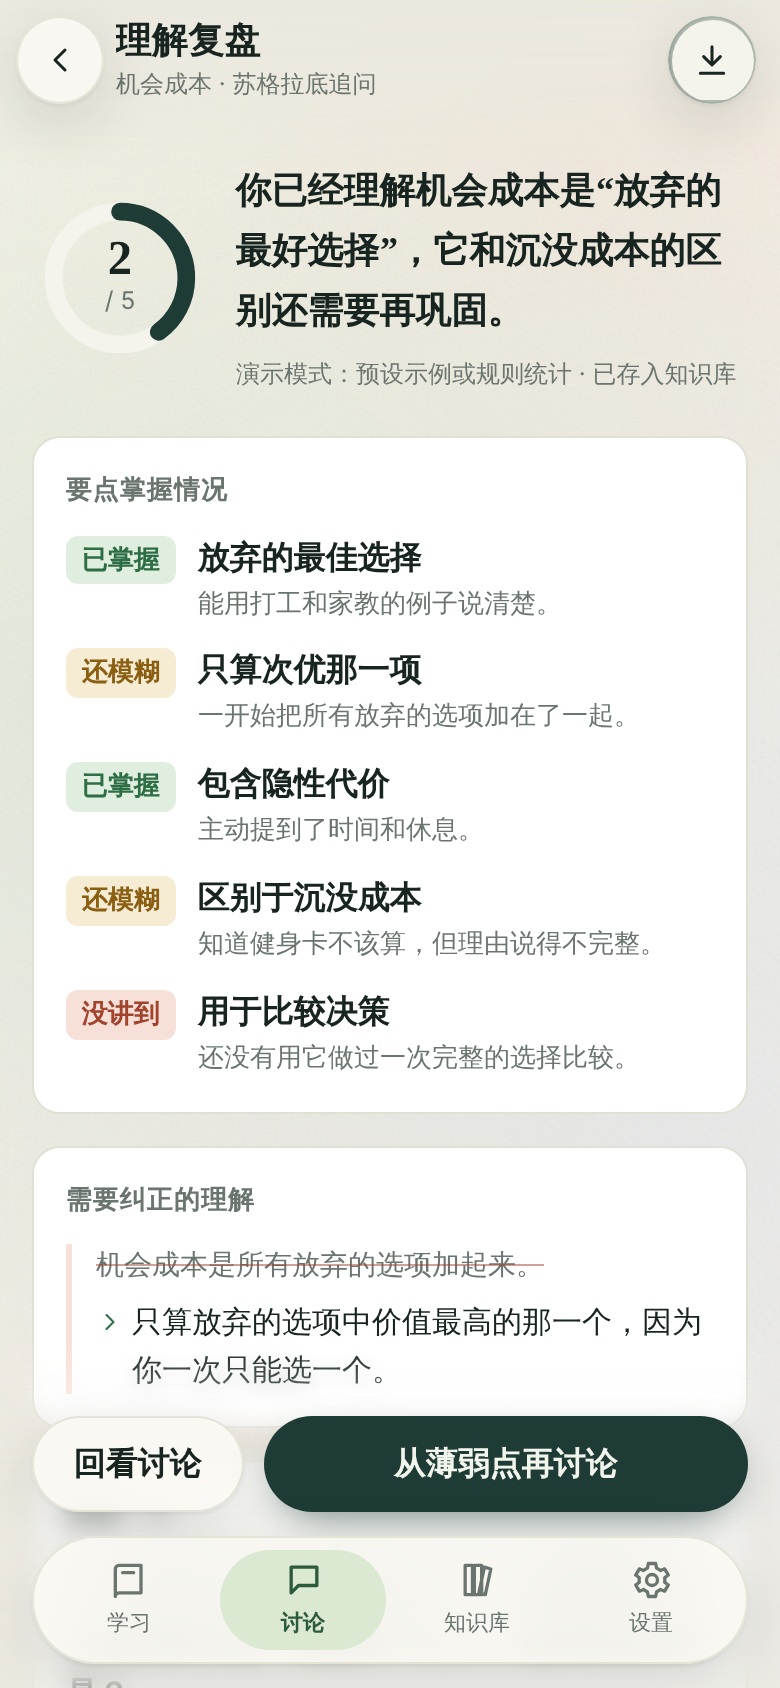 理解复盘
机会成本 · 苏格拉底追问
2
/ 5
你已经理解机会成本是“放弃的
最好选择”，它和沉没成本的区
别还需要再巩固。
演示模式：预设示例或规则统计 · 已存入知识库
要点掌握情况
已掌握 放弃的最佳选择
能用打工和家教的例子说清楚。
还模糊 只算次优那一项
一开始把所有放弃的选项加在了一起。
已掌握 包含隐性代价
主动提到了时间和休息。
还模糊 区别于沉没成本
知道健身卡不该算，但理由说得不完整。
没讲到 用于比较决策
还没有用它做过一次完整的选择比较。
需要纠正的理解
机会成本是所有放弃的选项加起来。
只算放弃的选项中价值最高的那一个，因为
你一次只能选一个。
回看讨论 从薄弱点再讨论
学习 讨论 知识库 设置